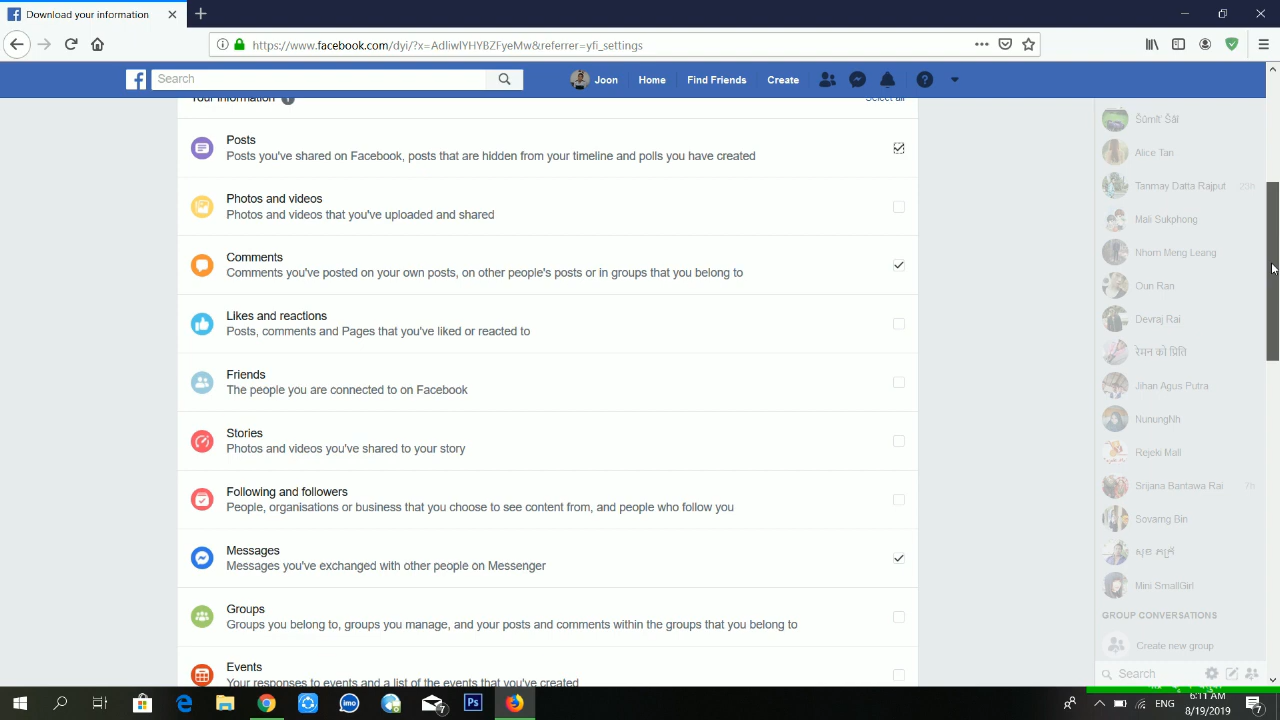 Download your information
https://www.facebook.com/dyi/?x=AdliwIYHYBZFyeMw&referrer=yfi_settings
Search
Joon
Home
Find Friends
Create
Your information
Select all
Posts
Posts you've shared on Facebook, posts that are hidden from your timeline and polls you have created
Photos and videos
Photos and videos that you've uploaded and shared
Comments
Comments you've posted on your own posts, on other people's posts or in groups that you belong to
Likes and reactions
Posts, comments and Pages that you've liked or reacted to
Friends
The people you are connected to on Facebook
Stories
Photos and videos you've shared to your story
Following and followers
People, organisations or business that you choose to see content from, and people who follow you
Messages
Messages you've exchanged with other people on Messenger
Groups
Groups you belong to, groups you manage, and your posts and comments within the groups that you belong to
Events
Your responses to events and a list of the events that you've created
Alice Tan
Tanmay Datta Rajput 23h
Mali Sukphong
Nhom Meng Leang
Oun Ran
Devraj Rai
रेगन को प्रिति
Jihan Agus Putra
NunungNh
Rejeki Mall
Srijana Bantawa Rai 7h
Sovarng Bin
Mini SmallGirl
GROUP CONVERSATIONS
Create new group
Search
imo
7
Ps
ENG
6:11 AM
8/19/2019
7